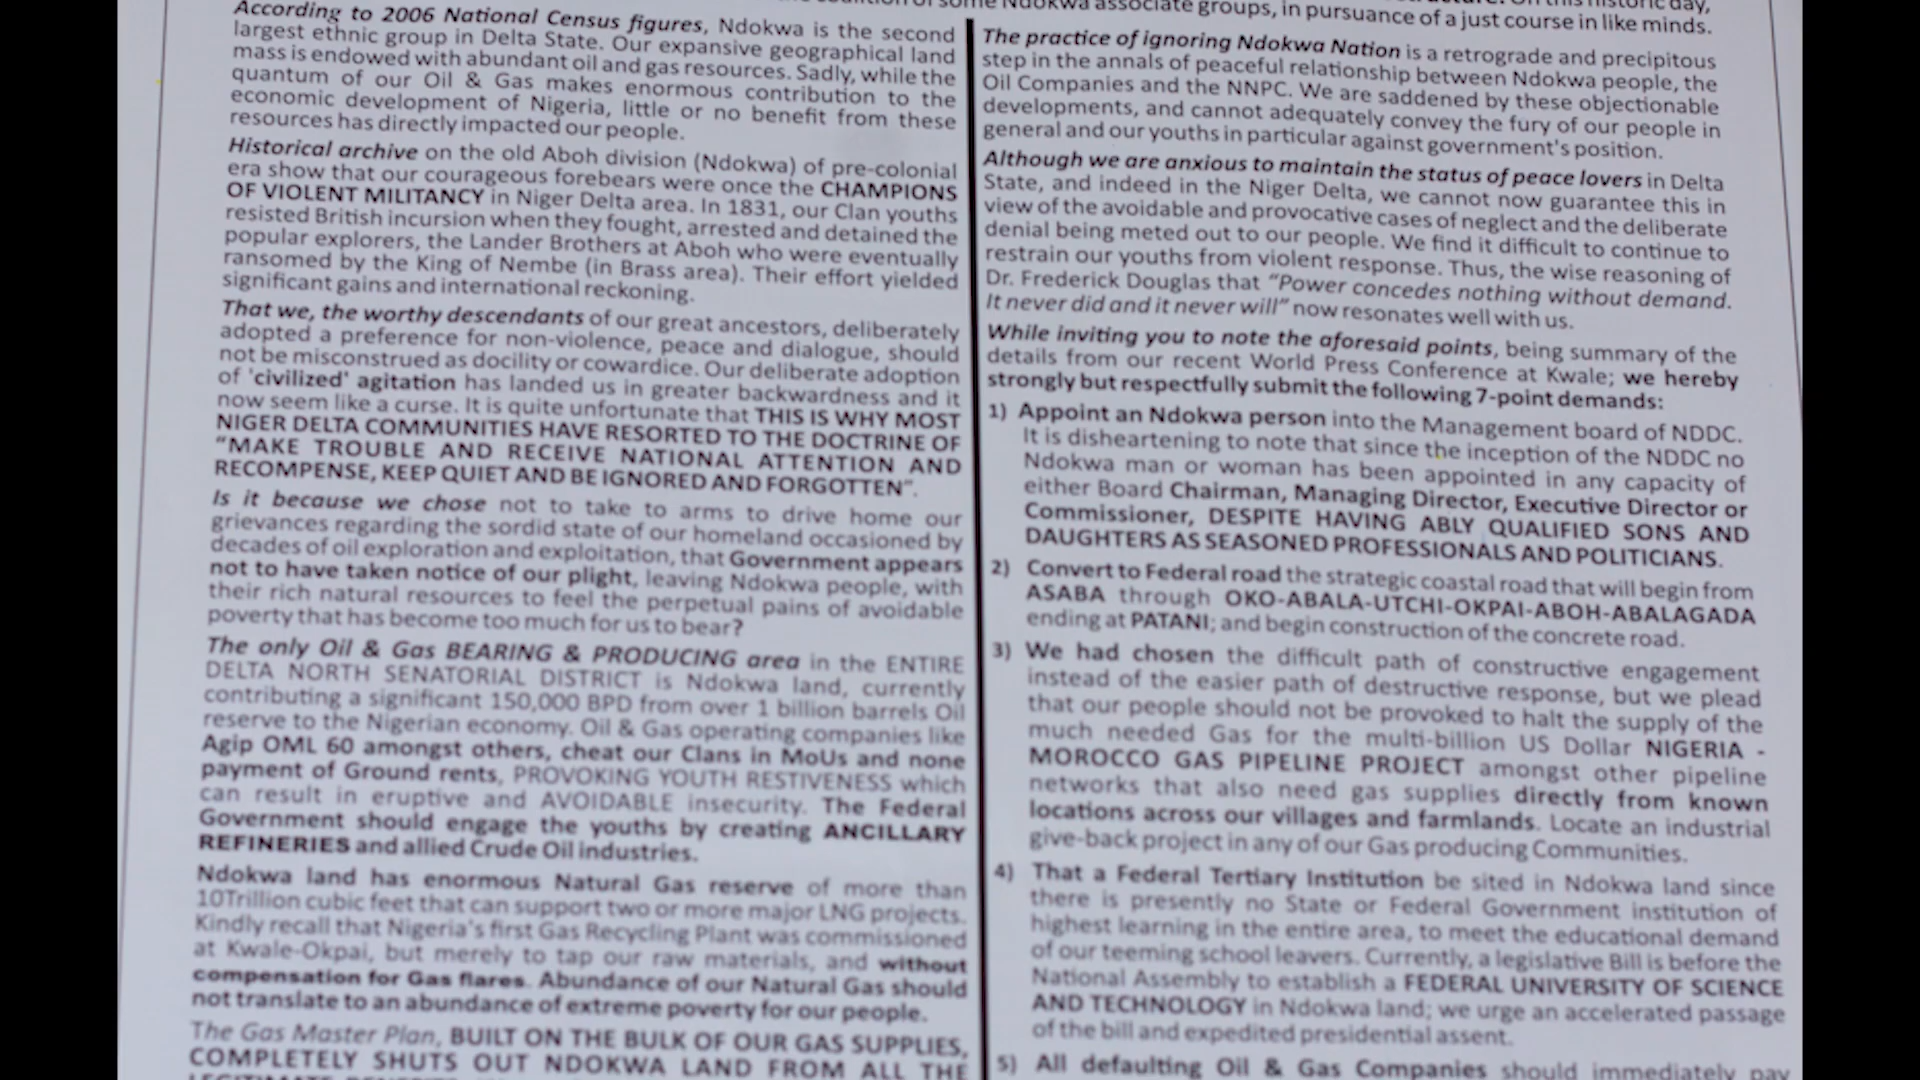 some Ndokwa associate groups, in pursuance of a just course in like minds.
According to 2006 National Census figures, Ndokwa is the second
largest ethnic group in Delta State. Our expansive geographical land
mass is endowed with abundant oil and gas resources. Sadly, while the
quantum of our Oil & Gas makes enormous contribution to the
economic development of Nigeria, little or no benefit from these
resources has directly impacted our people.
Historical archive on the old Aboh division (Ndokwa) of pre-colonial
era show that our courageous forebears were once the CHAMPIONS
OF VIOLENT MILITANCY in Niger Delta area. In 1831, our Clan youths
resisted British incursion when they fought, arrested and detained the
popular explorers, the Lander Brothers at Aboh who were eventually
ransomed by the King of Nembe (in Brass area). Their effort yielded
significant gains and international reckoning.
That we, the worthy descendants of our great ancestors, deliberately
adopted a preference for non-violence, peace and dialogue, should
not be misconstrued as docility or cowardice. Our deliberate adoption
of 'civilized' agitation has landed us in greater backwardness and it
now seem like a curse. It is quite unfortunate that THIS IS WHY MOST
NIGER DELTA COMMUNITIES HAVE RESORTED TO THE DOCTRINE OF
“MAKE TROUBLE AND RECEIVE NATIONAL ATTENTION AND
RECOMPENSE, KEEP QUIET AND BE IGNORED AND FORGOTTEN”.
Is it because we chose not to take to arms to drive home our
grievances regarding the sordid state of our homeland occasioned by
decades of oil exploration and exploitation, that Government appears
not to have taken notice of our plight, leaving Ndokwa people, with
their rich natural resources to feel the perpetual pains of avoidable
poverty that has become too much for us to bear?
The only Oil & Gas BEARING & PRODUCING area in the ENTIRE
DELTA NORTH SENATORIAL DISTRICT is Ndokwa land, currently
contributing a significant 150,000 BPD from over 1 billion barrels Oil
reserve to the Nigerian economy. Oil & Gas operating companies like
Agip OML 60 amongst others, cheat our Clans in MoUs and none
payment of Ground rents, PROVOKING YOUTH RESTIVENESS which
can result in eruptive and AVOIDABLE insecurity. The Federal
Government should engage the youths by creating ANCILLARY
REFINERIES and allied Crude Oil industries.
Ndokwa land has enormous Natural Gas reserve of more than
10Trillion cubic feet that can support two or more major LNG projects.
Kindly recall that Nigeria's first Gas Recycling Plant was commissioned
at Kwale-Okpai, but merely to tap our raw materials, and without
compensation for Gas flares. Abundance of our Natural Gas should
not translate to an abundance of extreme poverty for our people.
The Gas Master Plan, BUILT ON THE BULK OF OUR GAS SUPPLIES,
COMPLETELY SHUTS OUT NDOKWA LAND FROM ALL THE
The practice of ignoring Ndokwa Nation is a retrograde and precipitous
step in the annals of peaceful relationship between Ndokwa people, the
Oil Companies and the NNPC. We are saddened by these objectionable
developments, and cannot adequately convey the fury of our people in
general and our youths in particular against government's position.
Although we are anxious to maintain the status of peace lovers in Delta
State, and indeed in the Niger Delta, we cannot now guarantee this in
view of the avoidable and provocative cases of neglect and the deliberate
denial being meted out to our people. We find it difficult to continue to
restrain our youths from violent response. Thus, the wise reasoning of
Dr. Frederick Douglas that “Power concedes nothing without demand.
It never did and it never will” now resonates well with us.
While inviting you to note the aforesaid points, being summary of the
details from our recent World Press Conference at Kwale; we hereby
strongly but respectfully submit the following 7-point demands:
1) Appoint an Ndokwa person into the Management board of NDDC.
It is disheartening to note that since the inception of the NDDC no
Ndokwa man or woman has been appointed in any capacity of
either Board Chairman, Managing Director, Executive Director or
Commissioner, DESPITE HAVING ABLY QUALIFIED SONS AND
DAUGHTERS AS SEASONED PROFESSIONALS AND POLITICIANS.
2) Convert to Federal road the strategic coastal road that will begin from
ASABA through OKO-ABALA-UTCHI-OKPAI-ABOH-ABALAGADA
ending at PATANI; and begin construction of the concrete road.
3) We had chosen the difficult path of constructive engagement
instead of the easier path of destructive response, but we plead
that our people should not be provoked to halt the supply of the
much needed Gas for the multi-billion US Dollar NIGERIA -
MOROCCO GAS PIPELINE PROJECT amongst other pipeline
networks that also need gas supplies directly from known
locations across our villages and farmlands. Locate an industrial
give-back project in any of our Gas producing Communities.
4) That a Federal Tertiary Institution be sited in Ndokwa land since
there is presently no State or Federal Government institution of
highest learning in the entire area, to meet the educational demand
of our teeming school leavers. Currently, a legislative Bill is before the
National Assembly to establish a FEDERAL UNIVERSITY OF SCIENCE
AND TECHNOLOGY in Ndokwa land; we urge an accelerated passage
of the bill and expedited presidential assent.
5) All defaulting Oil & Gas Companies should immediately pay